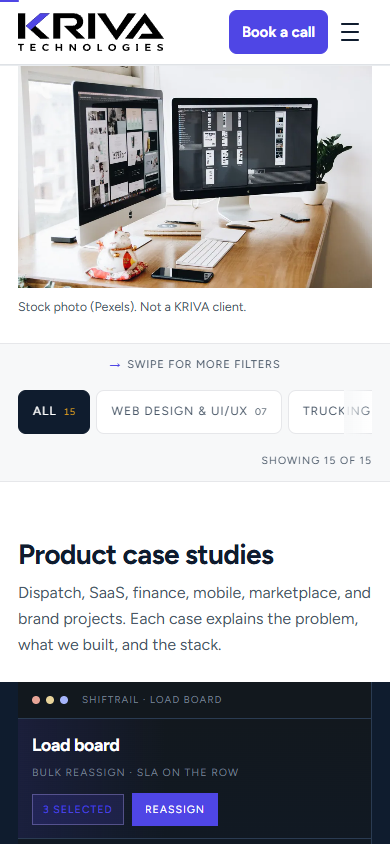 KRIVA
TECHNOLOGIES
Book a call
Stock photo (Pexels). Not a KRIVA client.
→ SWIPE FOR MORE FILTERS
ALL 15
WEB DESIGN & UI/UX 07
TRUCKING
SHOWING 15 OF 15
Product case studies
Dispatch, SaaS, finance, mobile, marketplace, and
brand projects. Each case explains the problem,
what we built, and the stack.
SHIFTRAIL · LOAD BOARD
Load board
BULK REASSIGN · SLA ON THE ROW
3 SELECTED
REASSIGN